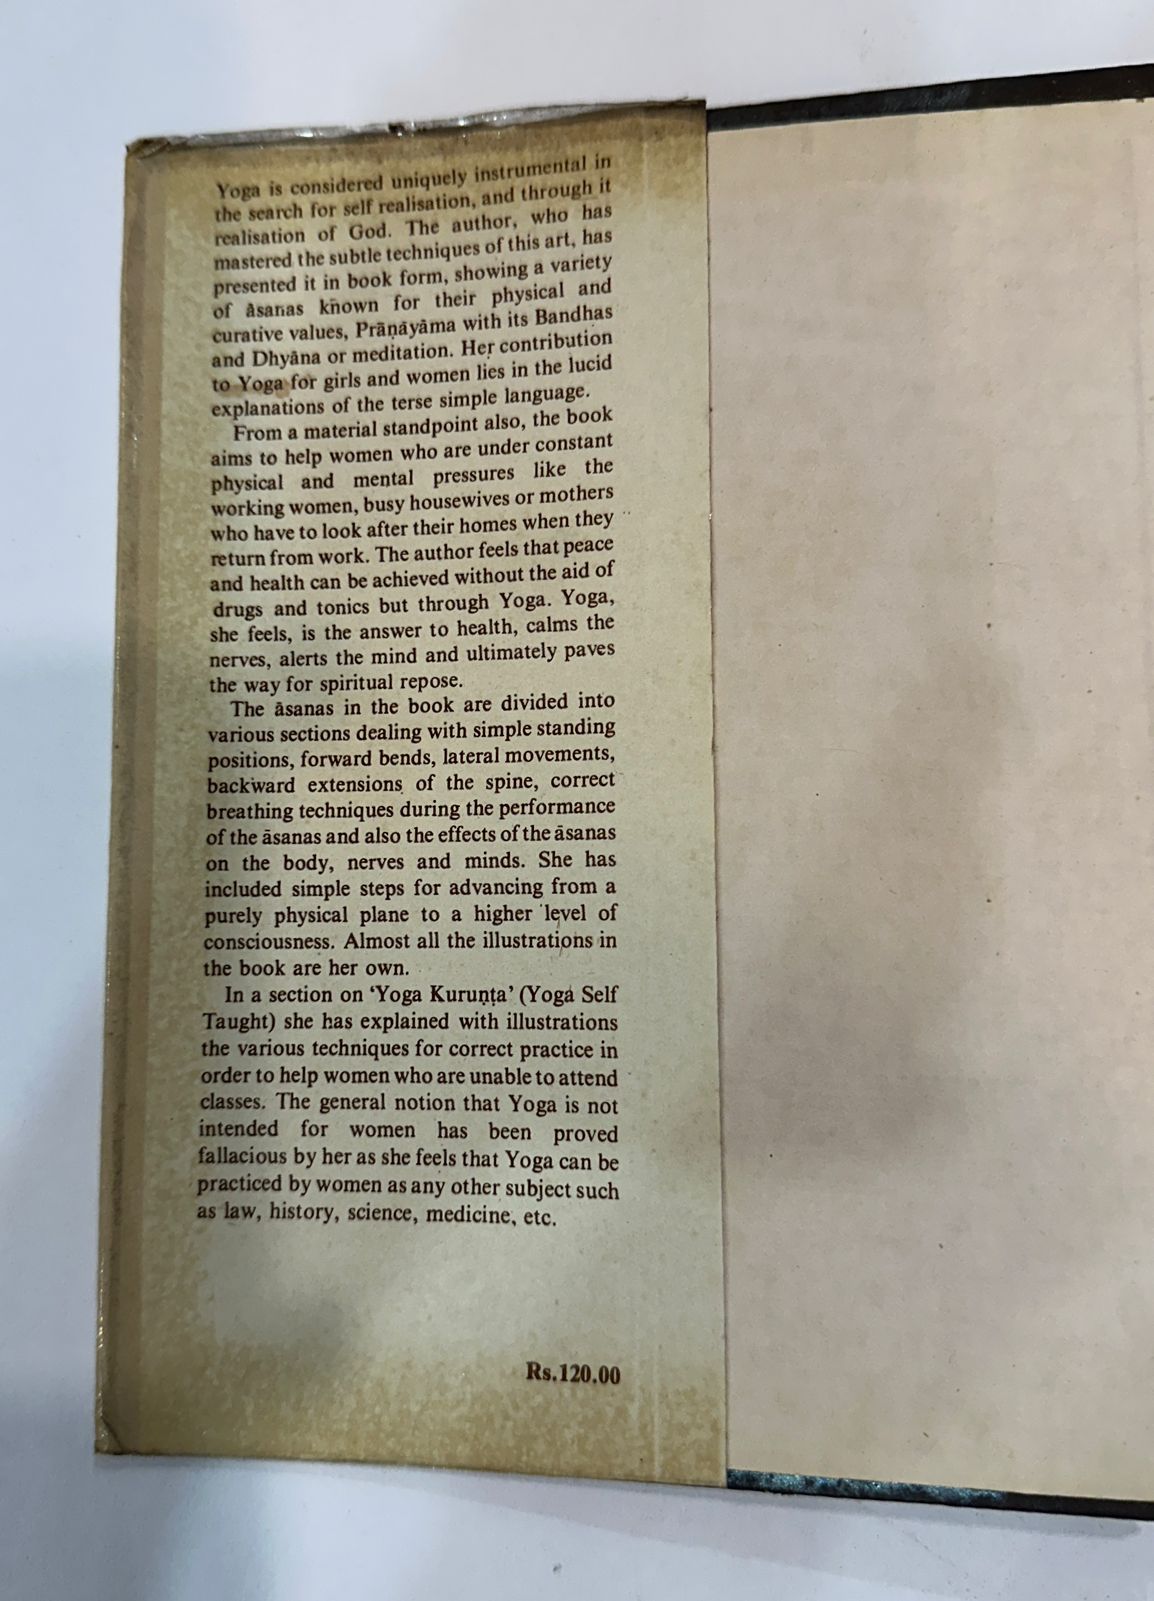 Yoga is considered uniquely instrumental in
the search for self realisation, and through it
realisation of God. The author, who has
mastered the subtle techniques of this art, has
presented it in book form, showing a variety
of āsanas known for their physical and
curative values, Prāṇāyāma with its Bandhas
and Dhyāna or meditation. Her contribution
to Yoga for girls and women lies in the lucid
explanations of the terse simple language.
From a material standpoint also, the book
aims to help women who are under constant
physical and mental pressures like the
working women, busy housewives or mothers
who have to look after their homes when they
return from work. The author feels that peace
and health can be achieved without the aid of
drugs and tonics but through Yoga. Yoga,
she feels, is the answer to health, calms the
nerves, alerts the mind and ultimately paves
the way for spiritual repose.
The āsanas in the book are divided into
various sections dealing with simple standing
positions, forward bends, lateral movements,
backward extensions of the spine, correct
breathing techniques during the performance
of the āsanas and also the effects of the āsanas
on the body, nerves and minds. She has
included simple steps for advancing from a
purely physical plane to a higher level of
consciousness. Almost all the illustrations in
the book are her own.
In a section on ‘Yoga Kuruṇṭa’ (Yoga Self
Taught) she has explained with illustrations
the various techniques for correct practice in
order to help women who are unable to attend
classes. The general notion that Yoga is not
intended for women has been proved
fallacious by her as she feels that Yoga can be
practiced by women as any other subject such
as law, history, science, medicine, etc.
Rs.120.00